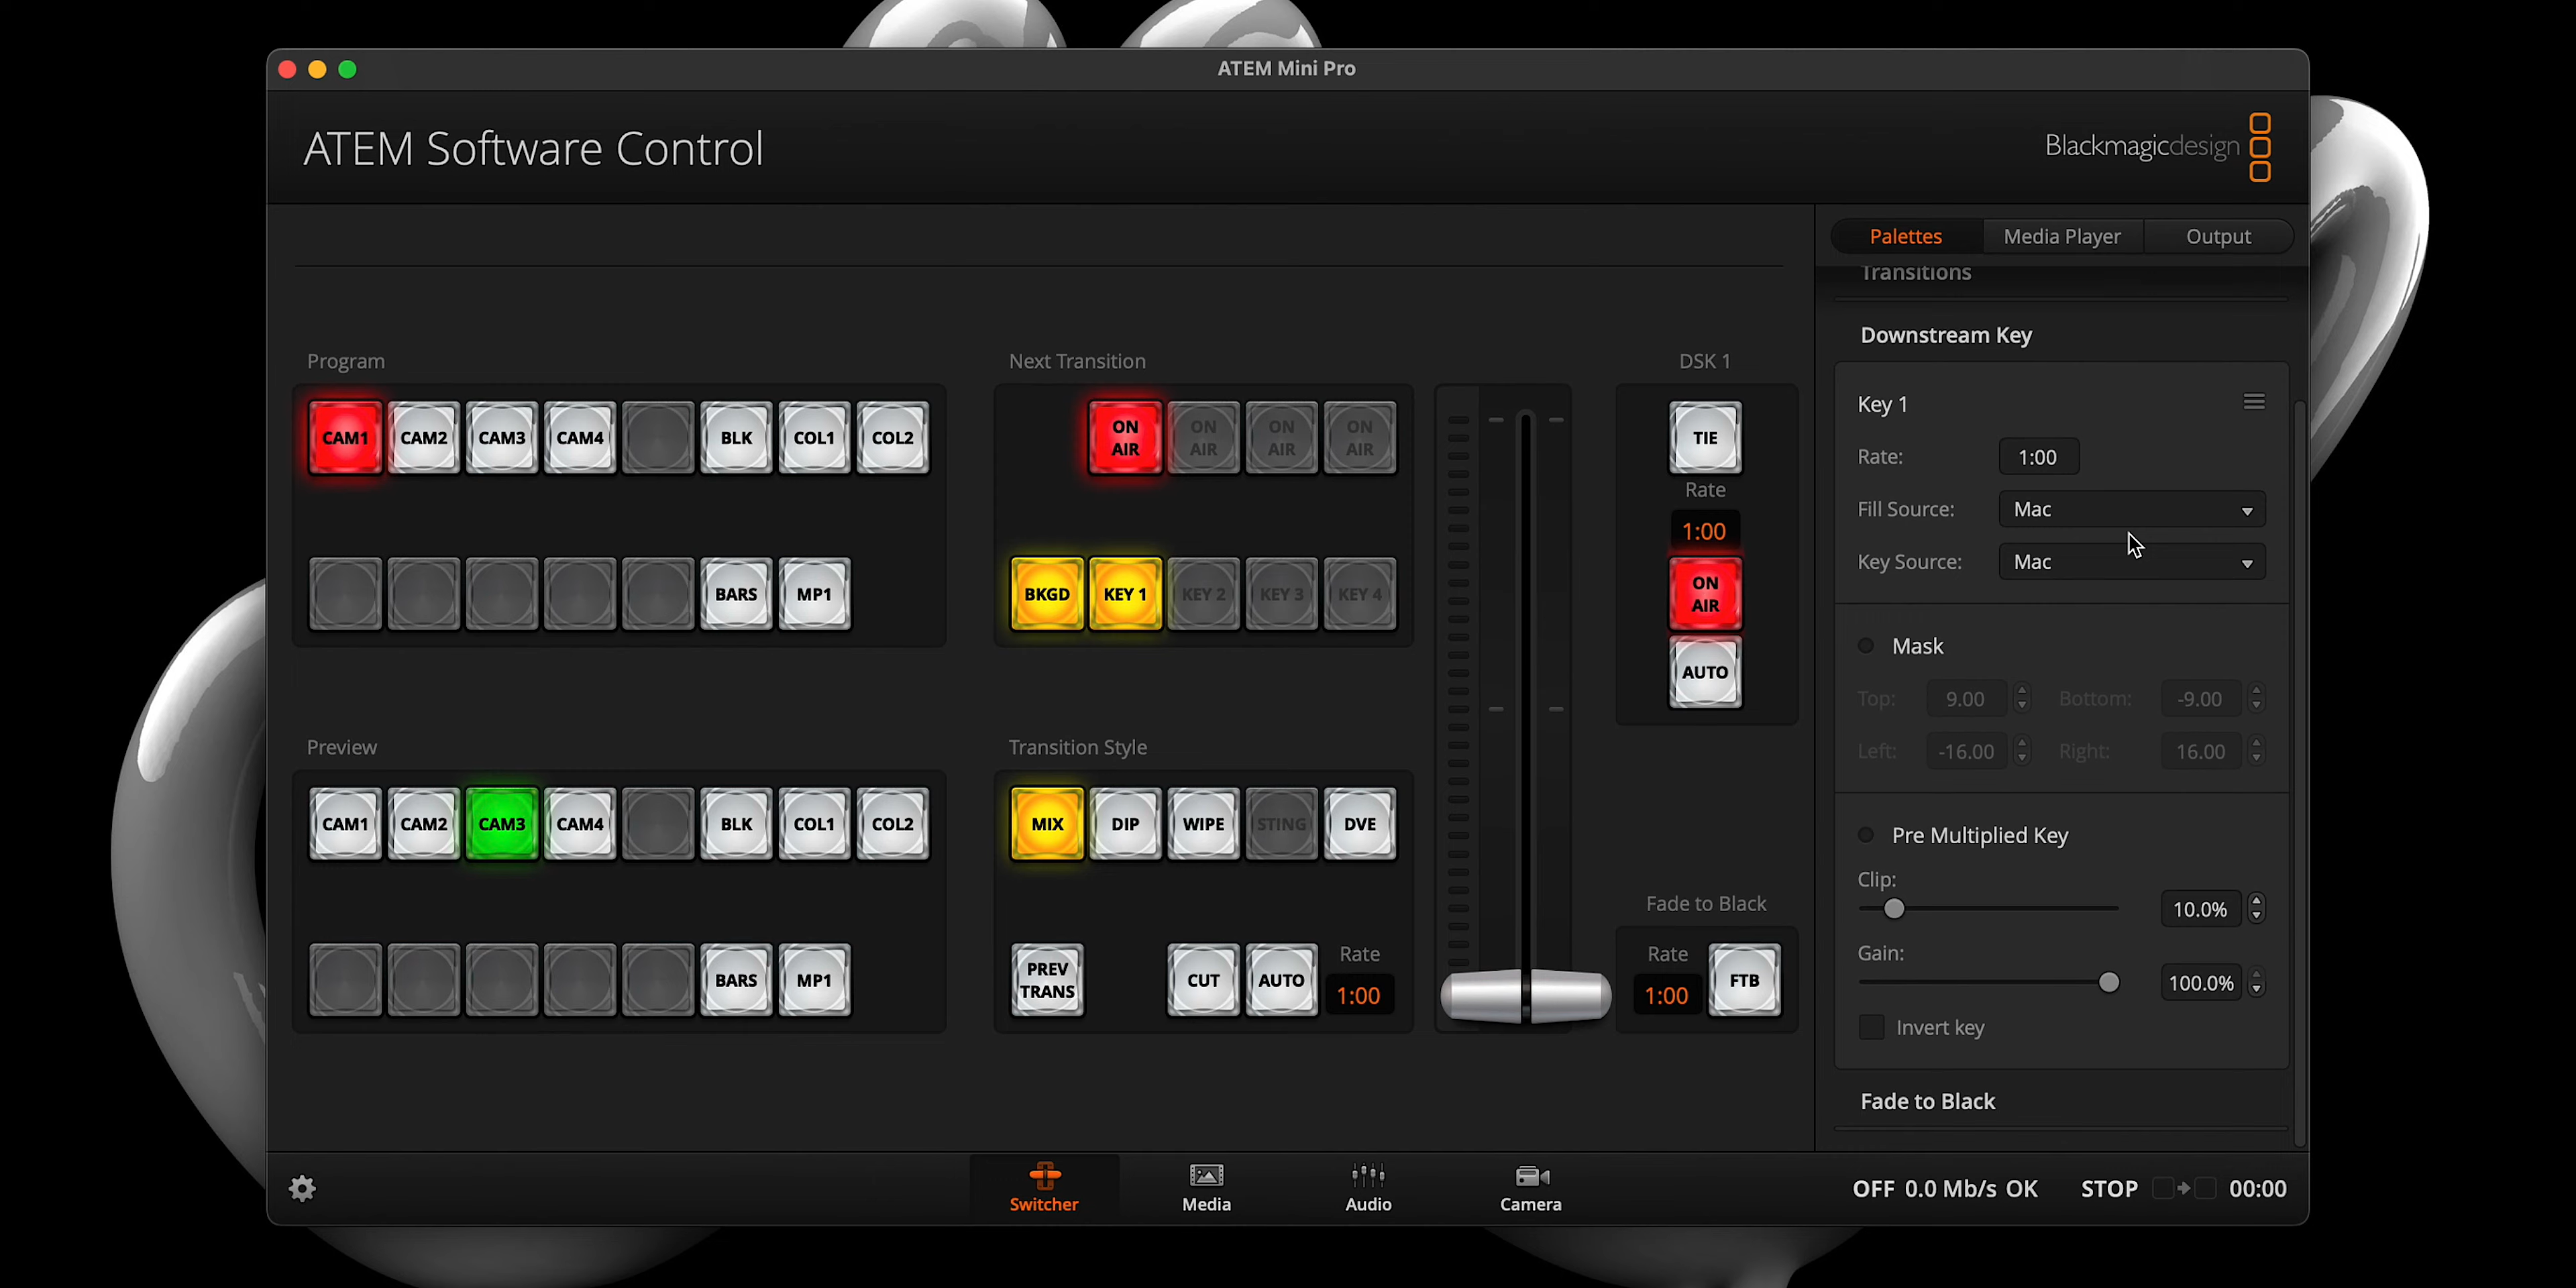 ATEM Mini Pro
ATEM Software Control
Blackmagicdesign
Palettes
Media Player
Output
Transitions
Program
CAM1 CAM2 CAM3 CAM4 BLK COL1 COL2
BARS MP1
Next Transition
ON AIR ON AIR ON AIR ON AIR
BKGD KEY 1 KEY 2 KEY 3 KEY 4
DSK 1
TIE
Rate
1:00
ON AIR
AUTO
Preview
CAM1 CAM2 CAM3 CAM4 BLK COL1 COL2
BARS MP1
Transition Style
MIX DIP WIPE STING DVE
PREV TRANS
CUT
AUTO
Rate
1:00
Fade to Black
Rate
1:00
FTB
Downstream Key
Key 1
Rate: 1:00
Fill Source: Mac
Key Source: Mac
Mask
Top: 9.00 Bottom: -9.00
Left: -16.00 Right: 16.00
Pre Multiplied Key
Clip:
10.0%
Gain:
100.0%
Invert key
Fade to Black
Switcher
Media
Audio
Camera
OFF 0.0 Mb/s OK STOP 00:00